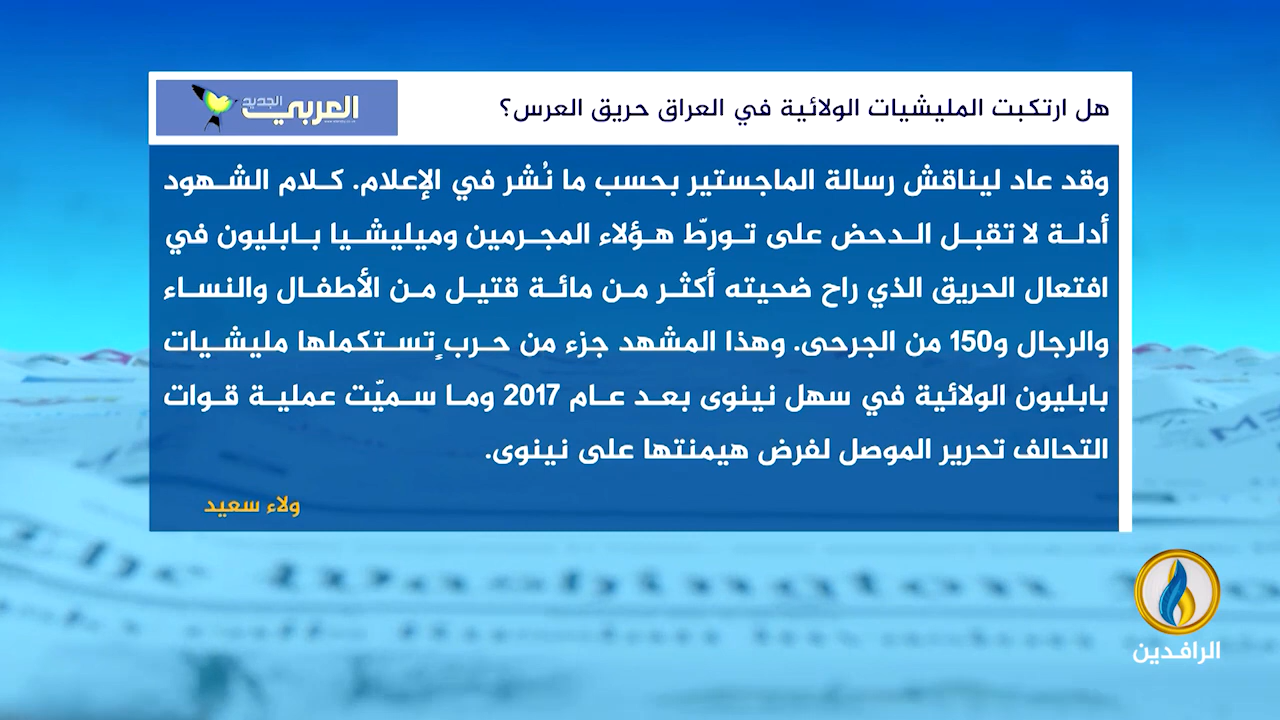 هل ارتكبت المليشيات الولائية في العراق حريق العرس؟
العربي الجديد
وقد عاد ليناقش رسالة الماجستير بحسب ما نُشر في الإعلام. كلام الشهود
أدلة لا تقبل الدحض على تورطّ هؤلاء المجرمين وميليشيا بابليون في
افتعال الحريق الذي راح ضحيته أكثر من مائة قتيل من الأطفال والنساء
والرجال و150 من الجرحى. وهذا المشهد جزء من حربٍ تستكملها مليشيات
بابليون الولائية في سهل نينوى بعد عام 2017 وما سميّت عملية قوات
التحالف تحرير الموصل لفرض هيمنتها على نينوى.
ولاء سعيد
الرافدين